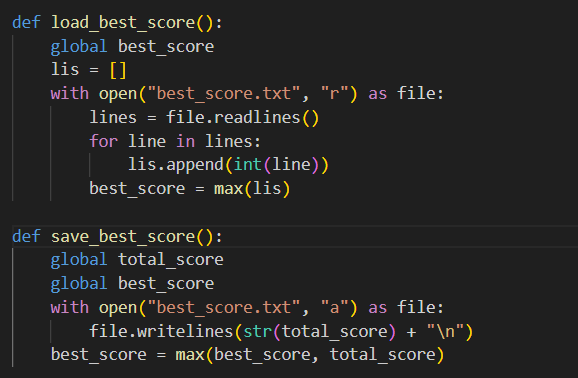 def load_best_score():
    global best_score
    lis = []
    with open("best_score.txt", "r") as file:
        lines = file.readlines()
        for line in lines:
            lis.append(int(line))
        best_score = max(lis)

def save_best_score():
    global total_score
    global best_score
    with open("best_score.txt", "a") as file:
        file.writelines(str(total_score) + "\n")
    best_score = max(best_score, total_score)